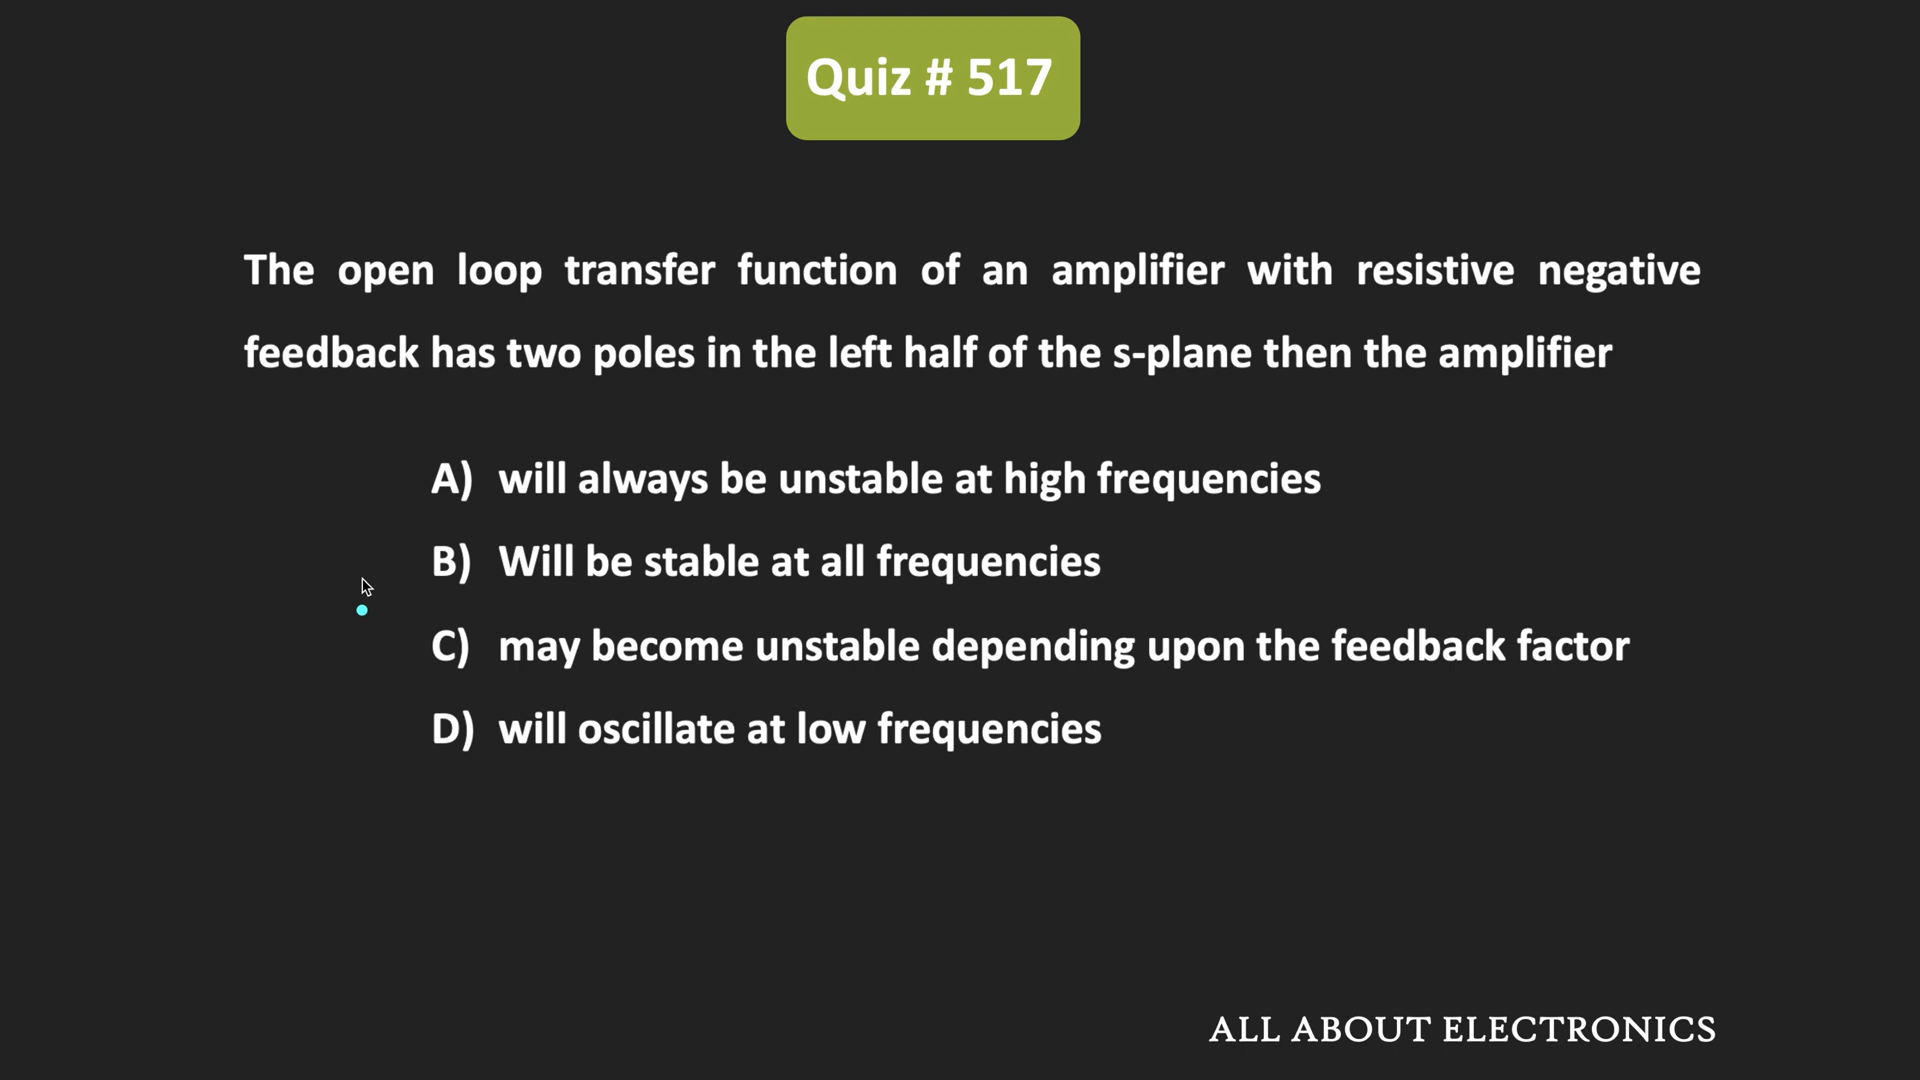 Quiz # 517
The open loop transfer function of an amplifier with resistive negative
feedback has two poles in the left half of the s-plane then the amplifier
A) will always be unstable at high frequencies
B) Will be stable at all frequencies
C) may become unstable depending upon the feedback factor
D) will oscillate at low frequencies
ALL ABOUT ELECTRONICS